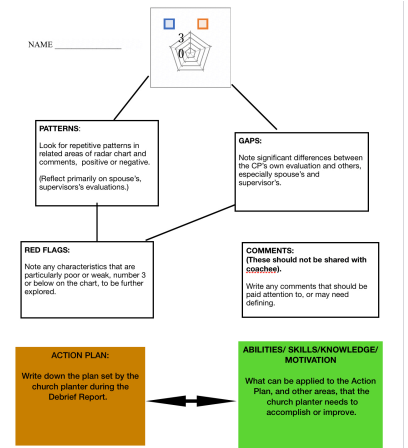 NAME _______________
3
0
PATTERNS:
Look for repetitive patterns in
related areas of radar chart and
comments, positive or negative.
(Reflect primarily on spouse's,
supervisors's evaluations.)
GAPS:
Note significant differences between
the CP's own evaluation and others,
especially spouse's and
supervisor's.
RED FLAGS:
Note any characteristics that are
particularly poor or weak, number 3
or below on the chart, to be further
explored.
COMMENTS:
(These should not be shared with
coachee).
Write any comments that should be
paid attention to, or may need
defining.
ACTION PLAN:
Write down the plan set by the
church planter during the
Debrief Report.
ABILITIES/ SKILLS/KNOWLEDGE/
MOTIVATION
What can be applied to the Action
Plan, and other areas, that the
church planter needs to
accomplish or improve.